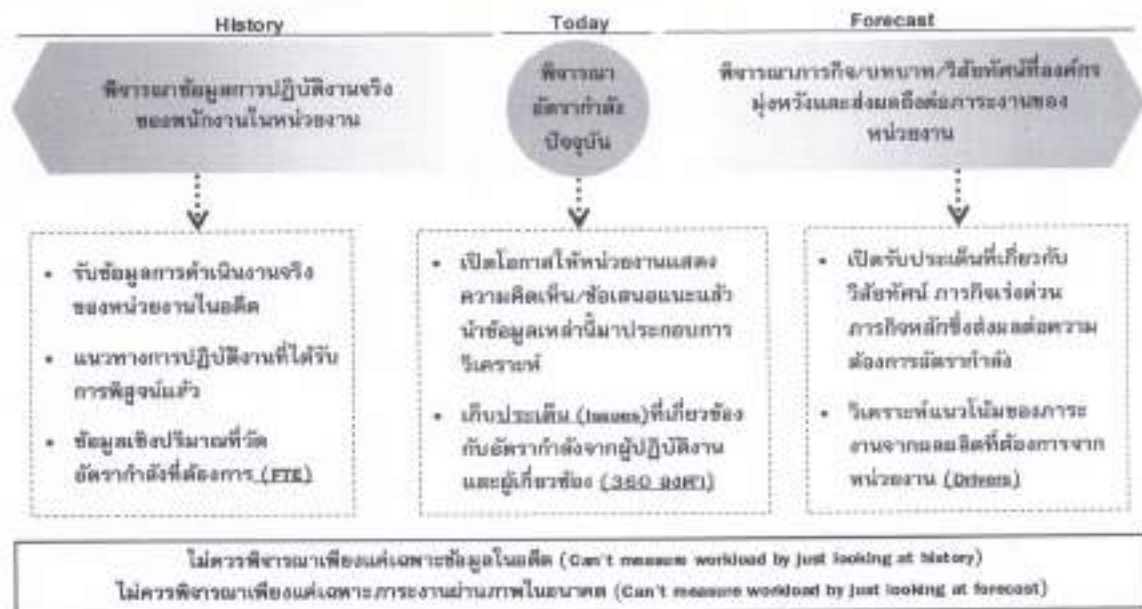 History
Today
Forecast
พิจารณาข้อมูลการปฏิบัติงานจริง
ของพนักงานในหน่วยงาน
พิจารณา
อัตรากำลัง
ปัจจุบัน
พิจารณาภารกิจ/บทบาท/วิสัยทัศน์ที่องค์กร
มุ่งหวังและส่งผลถึงต่อภาระงานของ
หน่วยงาน
• รับข้อมูลการดำเนินงานจริง
ของหน่วยงานในอดีต
• แนวทางการปฏิบัติงานที่ได้รับ
การพิสูจน์แล้ว
• ข้อมูลเชิงปริมาณที่วัด
อัตรากำลังที่ต้องการ (FTE)
• เปิดโอกาสให้หน่วยงานแสดง
ความคิดเห็น/ข้อเสนอแนะแล้ว
นำข้อมูลเหล่านี้มาประกอบการ
วิเคราะห์
• เก็บประเด็น (Issues)ที่เกี่ยวข้อง
กับอัตรากำลังจากผู้ปฏิบัติงาน
และผู้เกี่ยวข้อง (360 องศา)
• เปิดรับประเด็นที่เกี่ยวกับ
วิสัยทัศน์ ภารกิจเร่งด่วน
ภารกิจหลักซึ่งส่งผลต่อความ
ต้องการอัตรากำลัง
• วิเคราะห์แนวโน้มของภาระ
งานจากผลผลิตที่ต้องการจาก
หน่วยงาน (Drivers)
ไม่ควรพิจารณาเพียงแค่เฉพาะข้อมูลในอดีต (Can't measure workload by just looking at history)
ไม่ควรพิจารณาเพียงแค่เฉพาะภาระงานผ่านภาพในอนาคต (Can't measure workload by just looking at forecast)